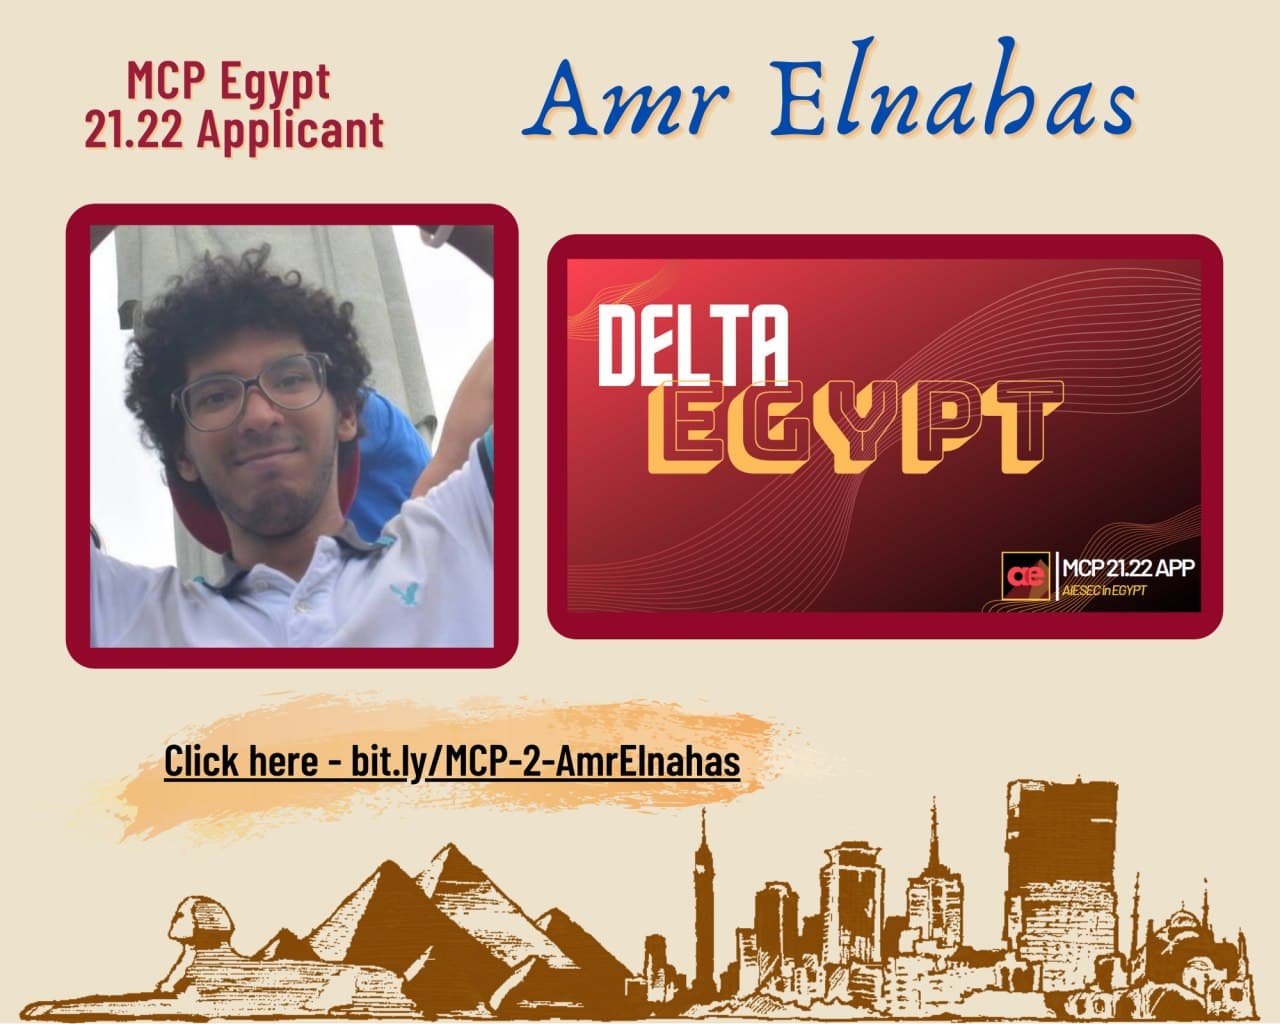 MCP Egypt
21.22 Applicant
Amr Elnahas
DELTA
EGYPT
ae
MCP 21.22 APP
AIESEC in EGYPT
Click here - bit.ly/MCP-2-AmrElnahas